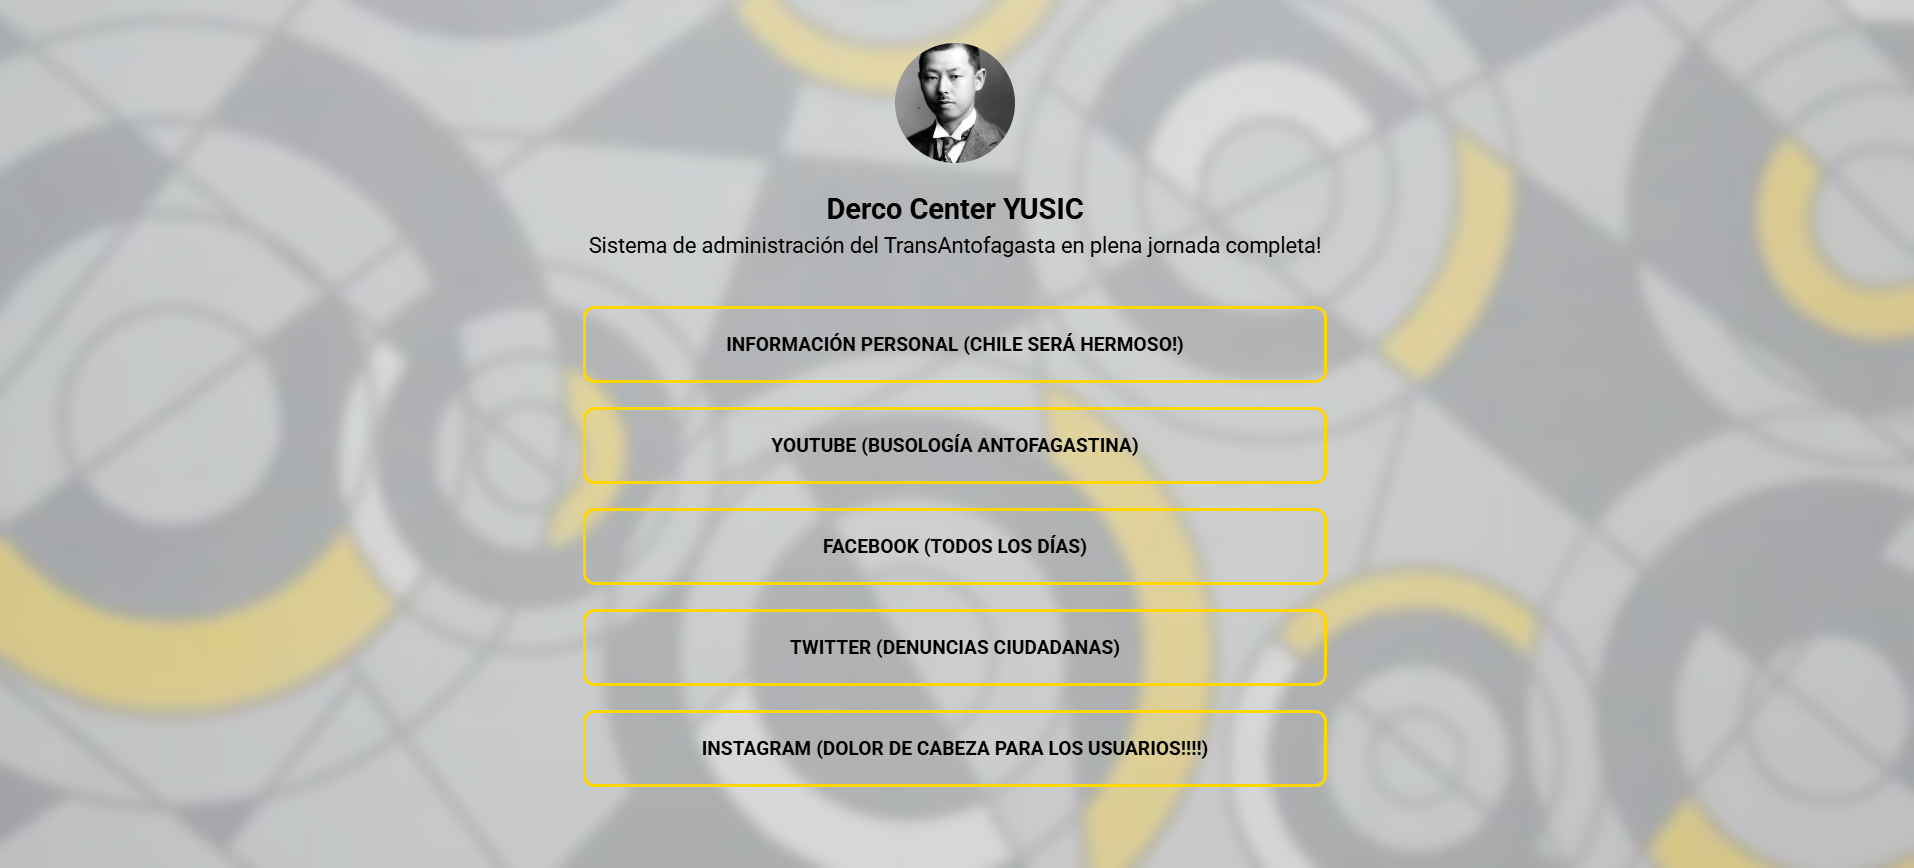 Derco Center YUSIC
Sistema de administración del TransAntofagasta en plena jornada completa!
INFORMACIÓN PERSONAL (CHILE SERÁ HERMOSO!)
YOUTUBE (BUSOLOGÍA ANTOFAGASTINA)
FACEBOOK (TODOS LOS DÍAS)
TWITTER (DENUNCIAS CIUDADANAS)
INSTAGRAM (DOLOR DE CABEZA PARA LOS USUARIOS!!!!)